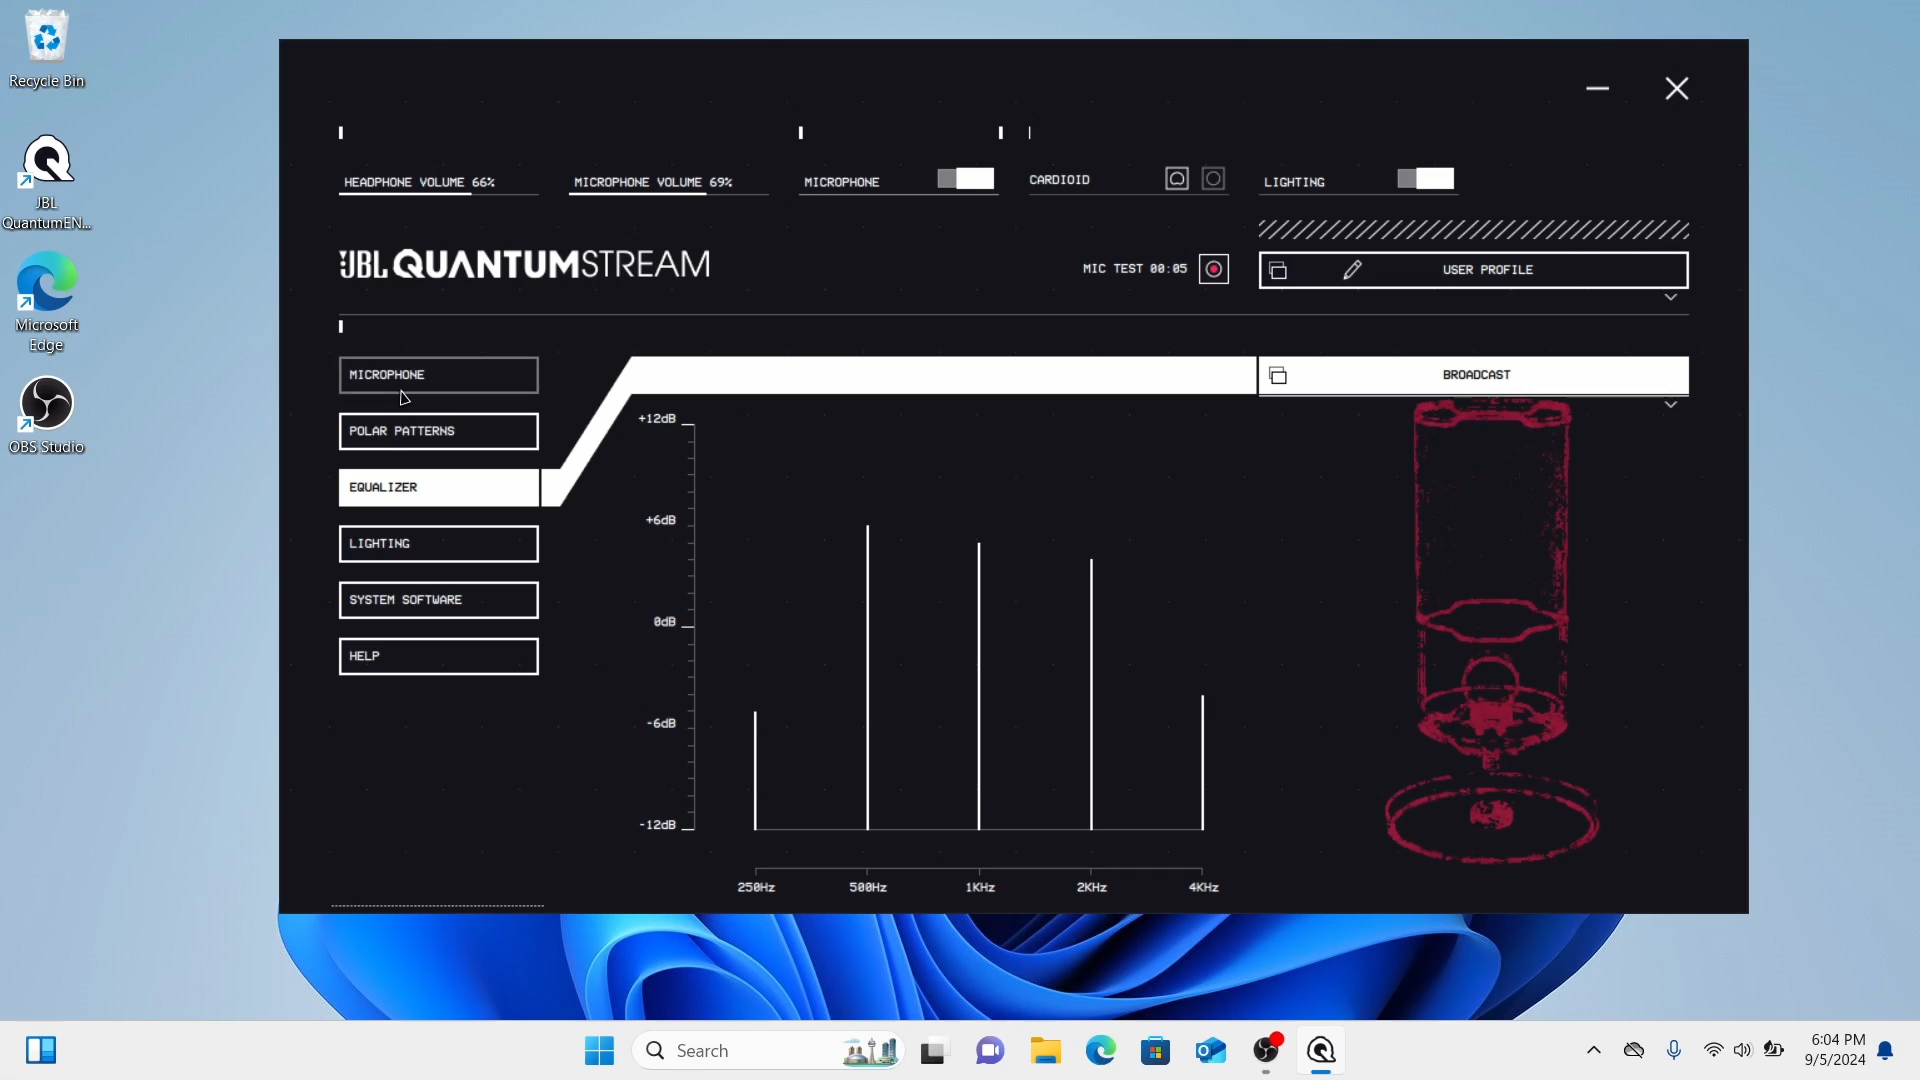 Recycle Bin
JBL
QuantumEN...
Microsoft
Edge
OBS Studio
HEADPHONE VOLUME 66%
MICROPHONE VOLUME 69%
MICROPHONE
CARDIOID
LIGHTING
JBL QUANTUMSTREAM
MIC TEST 00:05
USER PROFILE
MICROPHONE
POLAR PATTERNS
EQUALIZER
LIGHTING
SYSTEM SOFTWARE
HELP
BROADCAST
+12dB
+6dB
0dB
-6dB
-12dB
250Hz
500Hz
1KHz
2KHz
4KHz
Search
6:04 PM
9/5/2024